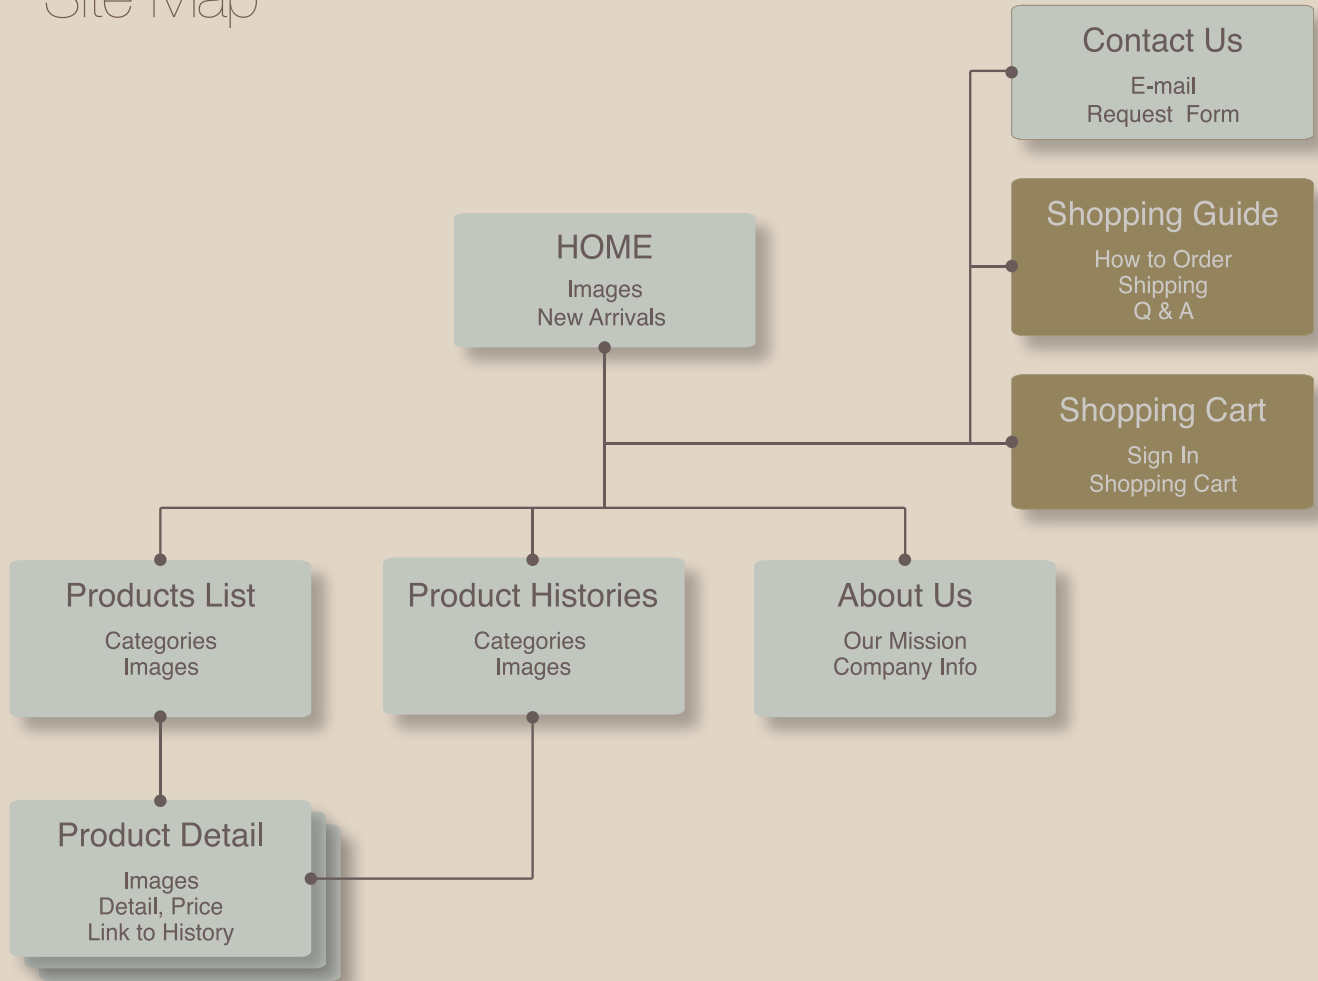 Site Map
Contact Us
E-mail
Request Form
Shopping Guide
How to Order
Shipping
Q & A
HOME
Images
New Arrivals
Shopping Cart
Sign In
Shopping Cart
Products List
Categories
Images
Product Histories
Categories
Images
About Us
Our Mission
Company Info
Product Detail
Images
Detail, Price
Link to History